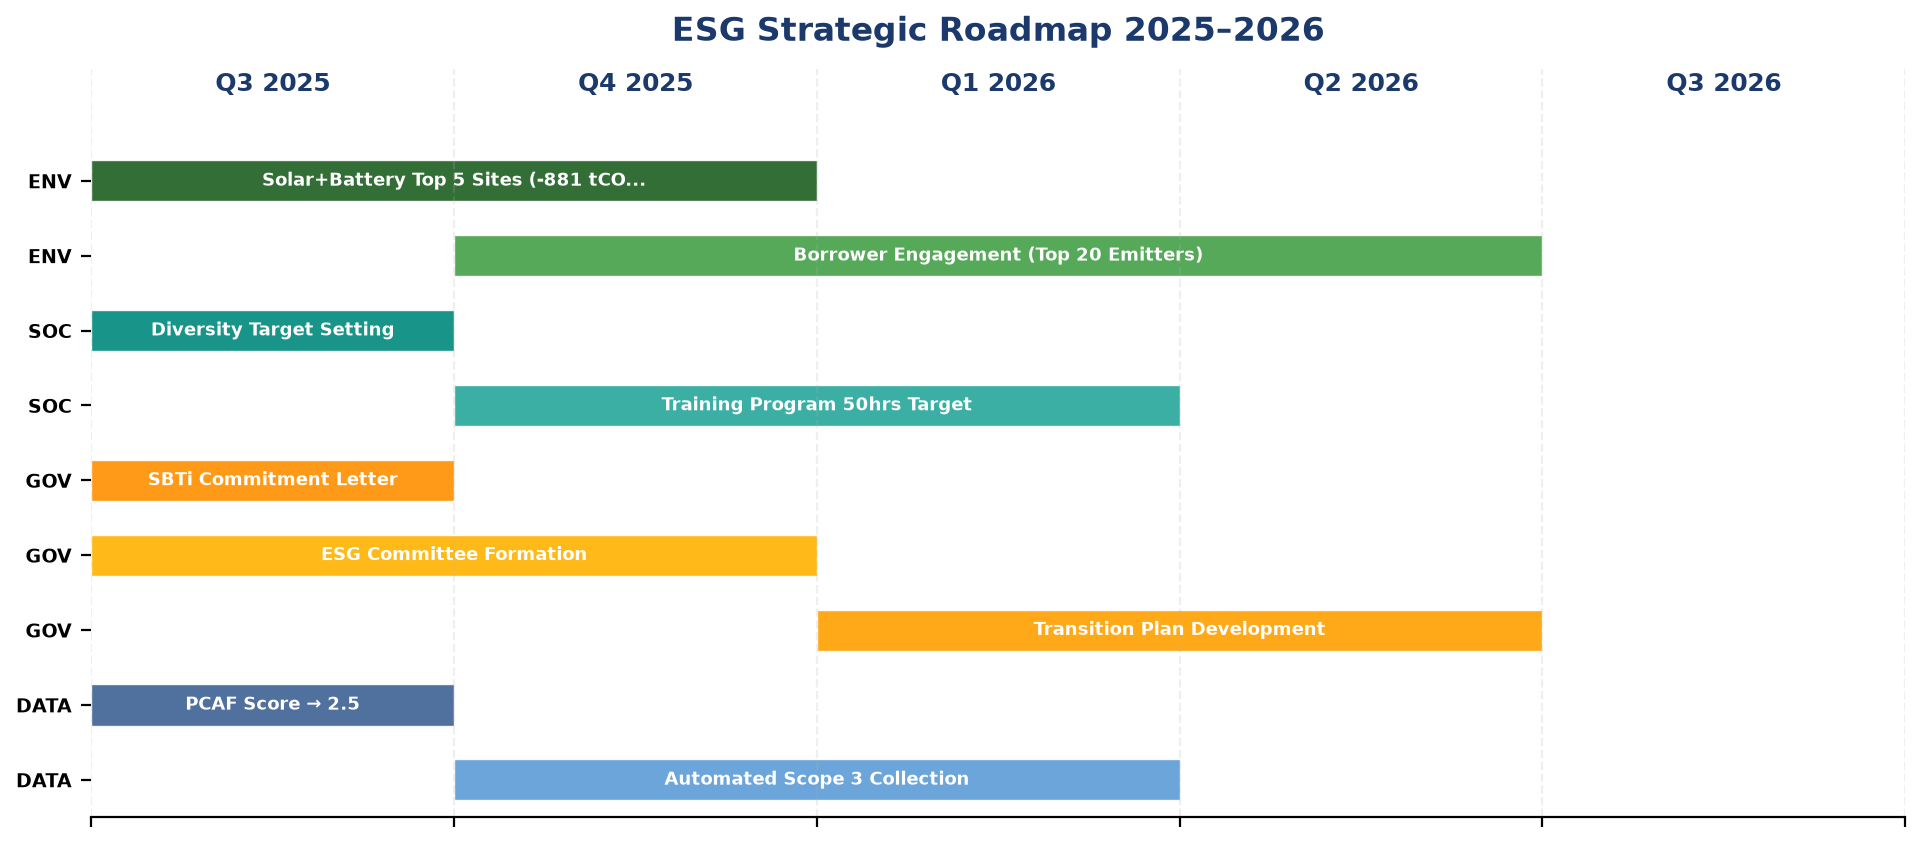 ESG Strategic Roadmap 2025–2026
Q3 2025 Q4 2025 Q1 2026 Q2 2026 Q3 2026
ENV Solar+Battery Top 5 Sites (-881 tCO...
ENV Borrower Engagement (Top 20 Emitters)
SOC Diversity Target Setting
SOC Training Program 50hrs Target
GOV SBTi Commitment Letter
GOV ESG Committee Formation
GOV Transition Plan Development
DATA PCAF Score → 2.5
DATA Automated Scope 3 Collection